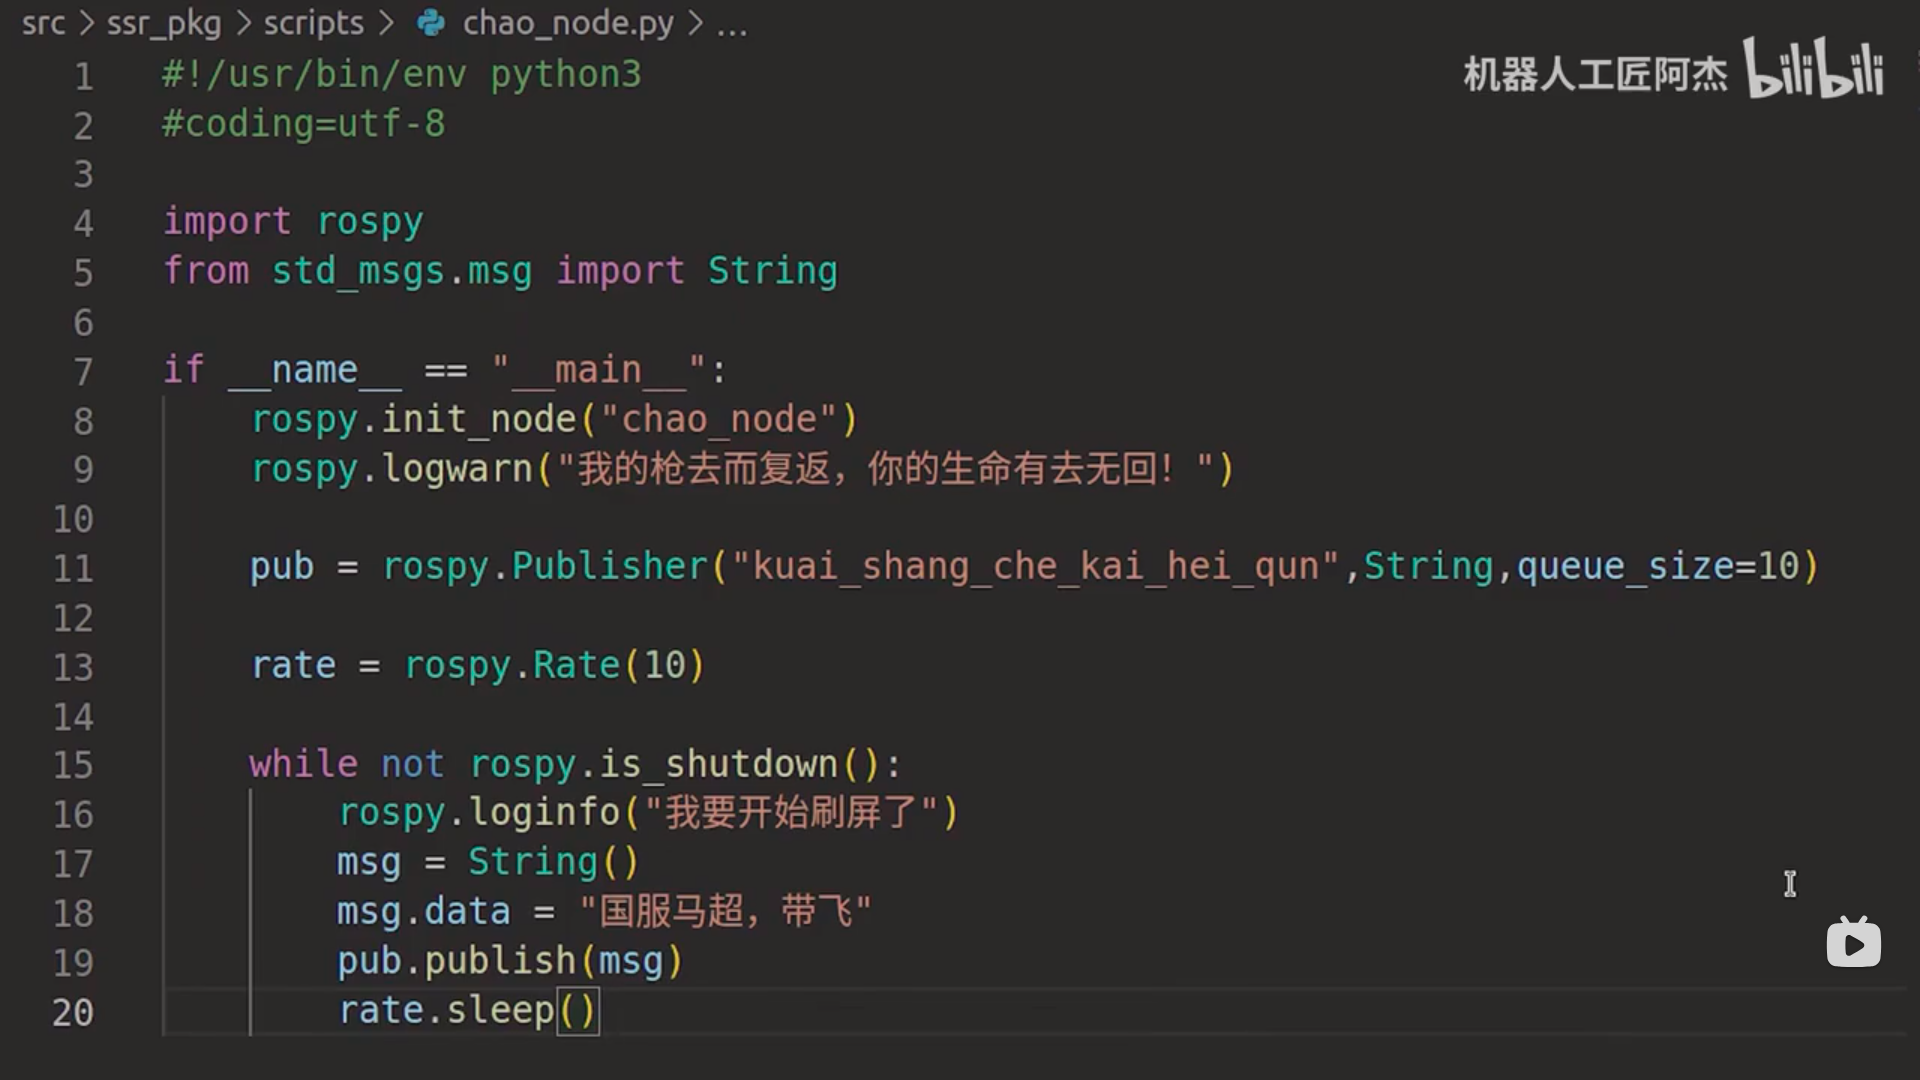 src > ssr_pkg > scripts > chao_node.py > ...
机器人工匠阿杰 bilibili
1 #!/usr/bin/env python3
2 #coding=utf-8
3
4 import rospy
5 from std_msgs.msg import String
6
7 if __name__ == "__main__":
8     rospy.init_node("chao_node")
9     rospy.logwarn("我的枪去而复返，你的生命有去无回！")
10
11     pub = rospy.Publisher("kuai_shang_che_kai_hei_qun",String,queue_size=10)
12
13     rate = rospy.Rate(10)
14
15     while not rospy.is_shutdown():
16         rospy.loginfo("我要开始刷屏了")
17         msg = String()
18         msg.data = "国服马超，带飞"
19         pub.publish(msg)
20         rate.sleep()